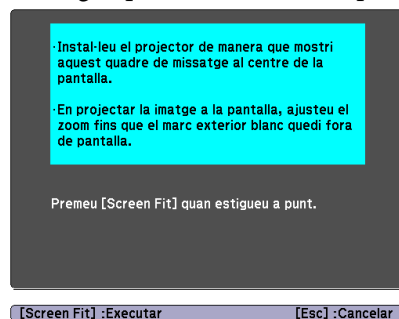 ·Instal·leu el projector de manera que mostri
aquest quadre de missatge al centre de la
pantalla.
·En projectar la imatge a la pantalla, ajusteu el
zoom fins que el marc exterior blanc quedi fora
de pantalla.
Premeu [Screen Fit] quan estigueu a punt.
[Screen Fit] :Executar [Esc] :Cancelar